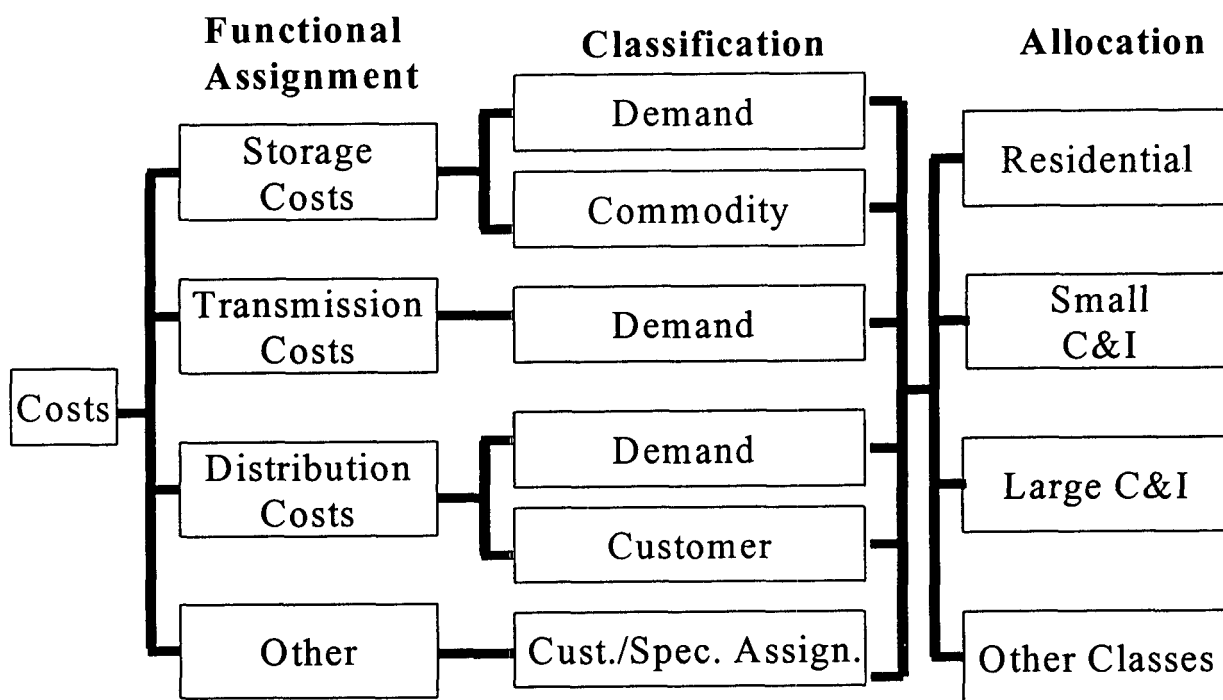 Functional
Assignment
Classification
Allocation
Costs
Storage
Costs
Transmission
Costs
Distribution
Costs
Other
Demand
Commodity
Demand
Demand
Customer
Cust./Spec. Assign.
Residential
Small
C&I
Large C&I
Other Classes